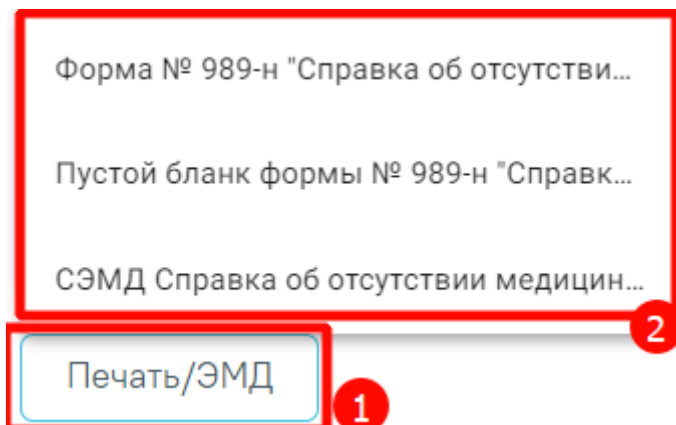 Форма № 989-н "Справка об отсутстви...
Пустой бланк формы № 989-н "Справк...
СЭМД Справка об отсутствии медицин...
2
Печать/ЭМД
1